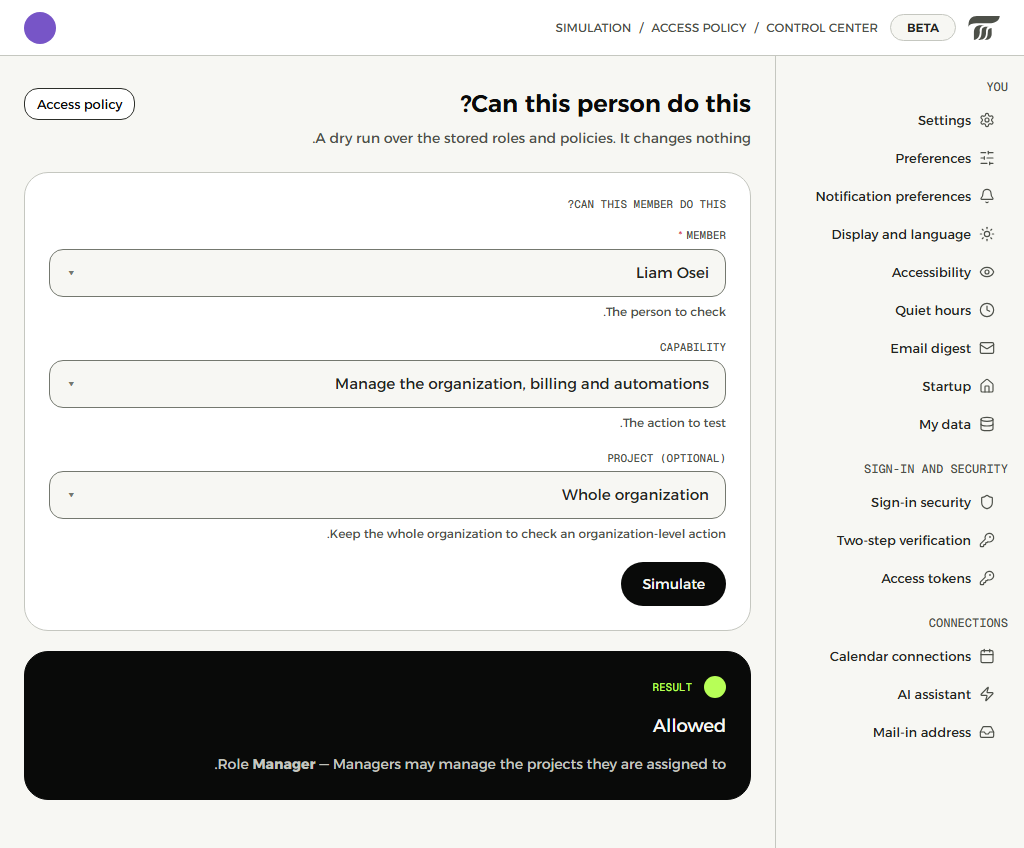 BETA
CONTROL CENTER / ACCESS POLICY / SIMULATION
YOU
Settings
Preferences
Notification preferences
Display and language
Accessibility
Quiet hours
Email digest
Startup
My data
SIGN-IN AND SECURITY
Sign-in security
Two-step verification
Access tokens
CONNECTIONS
Calendar connections
AI assistant
Mail-in address
?Can this person do this
Access policy
.A dry run over the stored roles and policies. It changes nothing
?CAN THIS MEMBER DO THIS
* MEMBER
Liam Osei
.The person to check
CAPABILITY
Manage the organization, billing and automations
.The action to test
PROJECT (OPTIONAL)
Whole organization
.Keep the whole organization to check an organization-level action
Simulate
RESULT
Allowed
.Role Manager — Managers may manage the projects they are assigned to